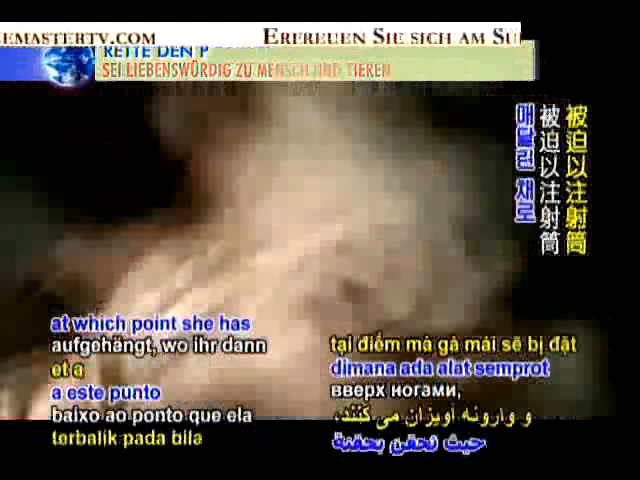 EMASTERTV.COM
ERFREUEN SIE SICH AM SU
RETTE DEN P
SEI LIEBENSWÜRDIG ZU MENSCH UND TIEREN
被迫以注射筒
被迫以注射筒
매달린 채로
at which point she has
aufgehängt, wo ihr dann
et a
a este punto
baixo ao ponto que ela
terbalik pada bila
tại điểm mà gà mái sẽ bị đặt
dimana ada alat semprot
вверх ногами,
و وارونه آویزان می کنند،
حيث تحقن بحقنة